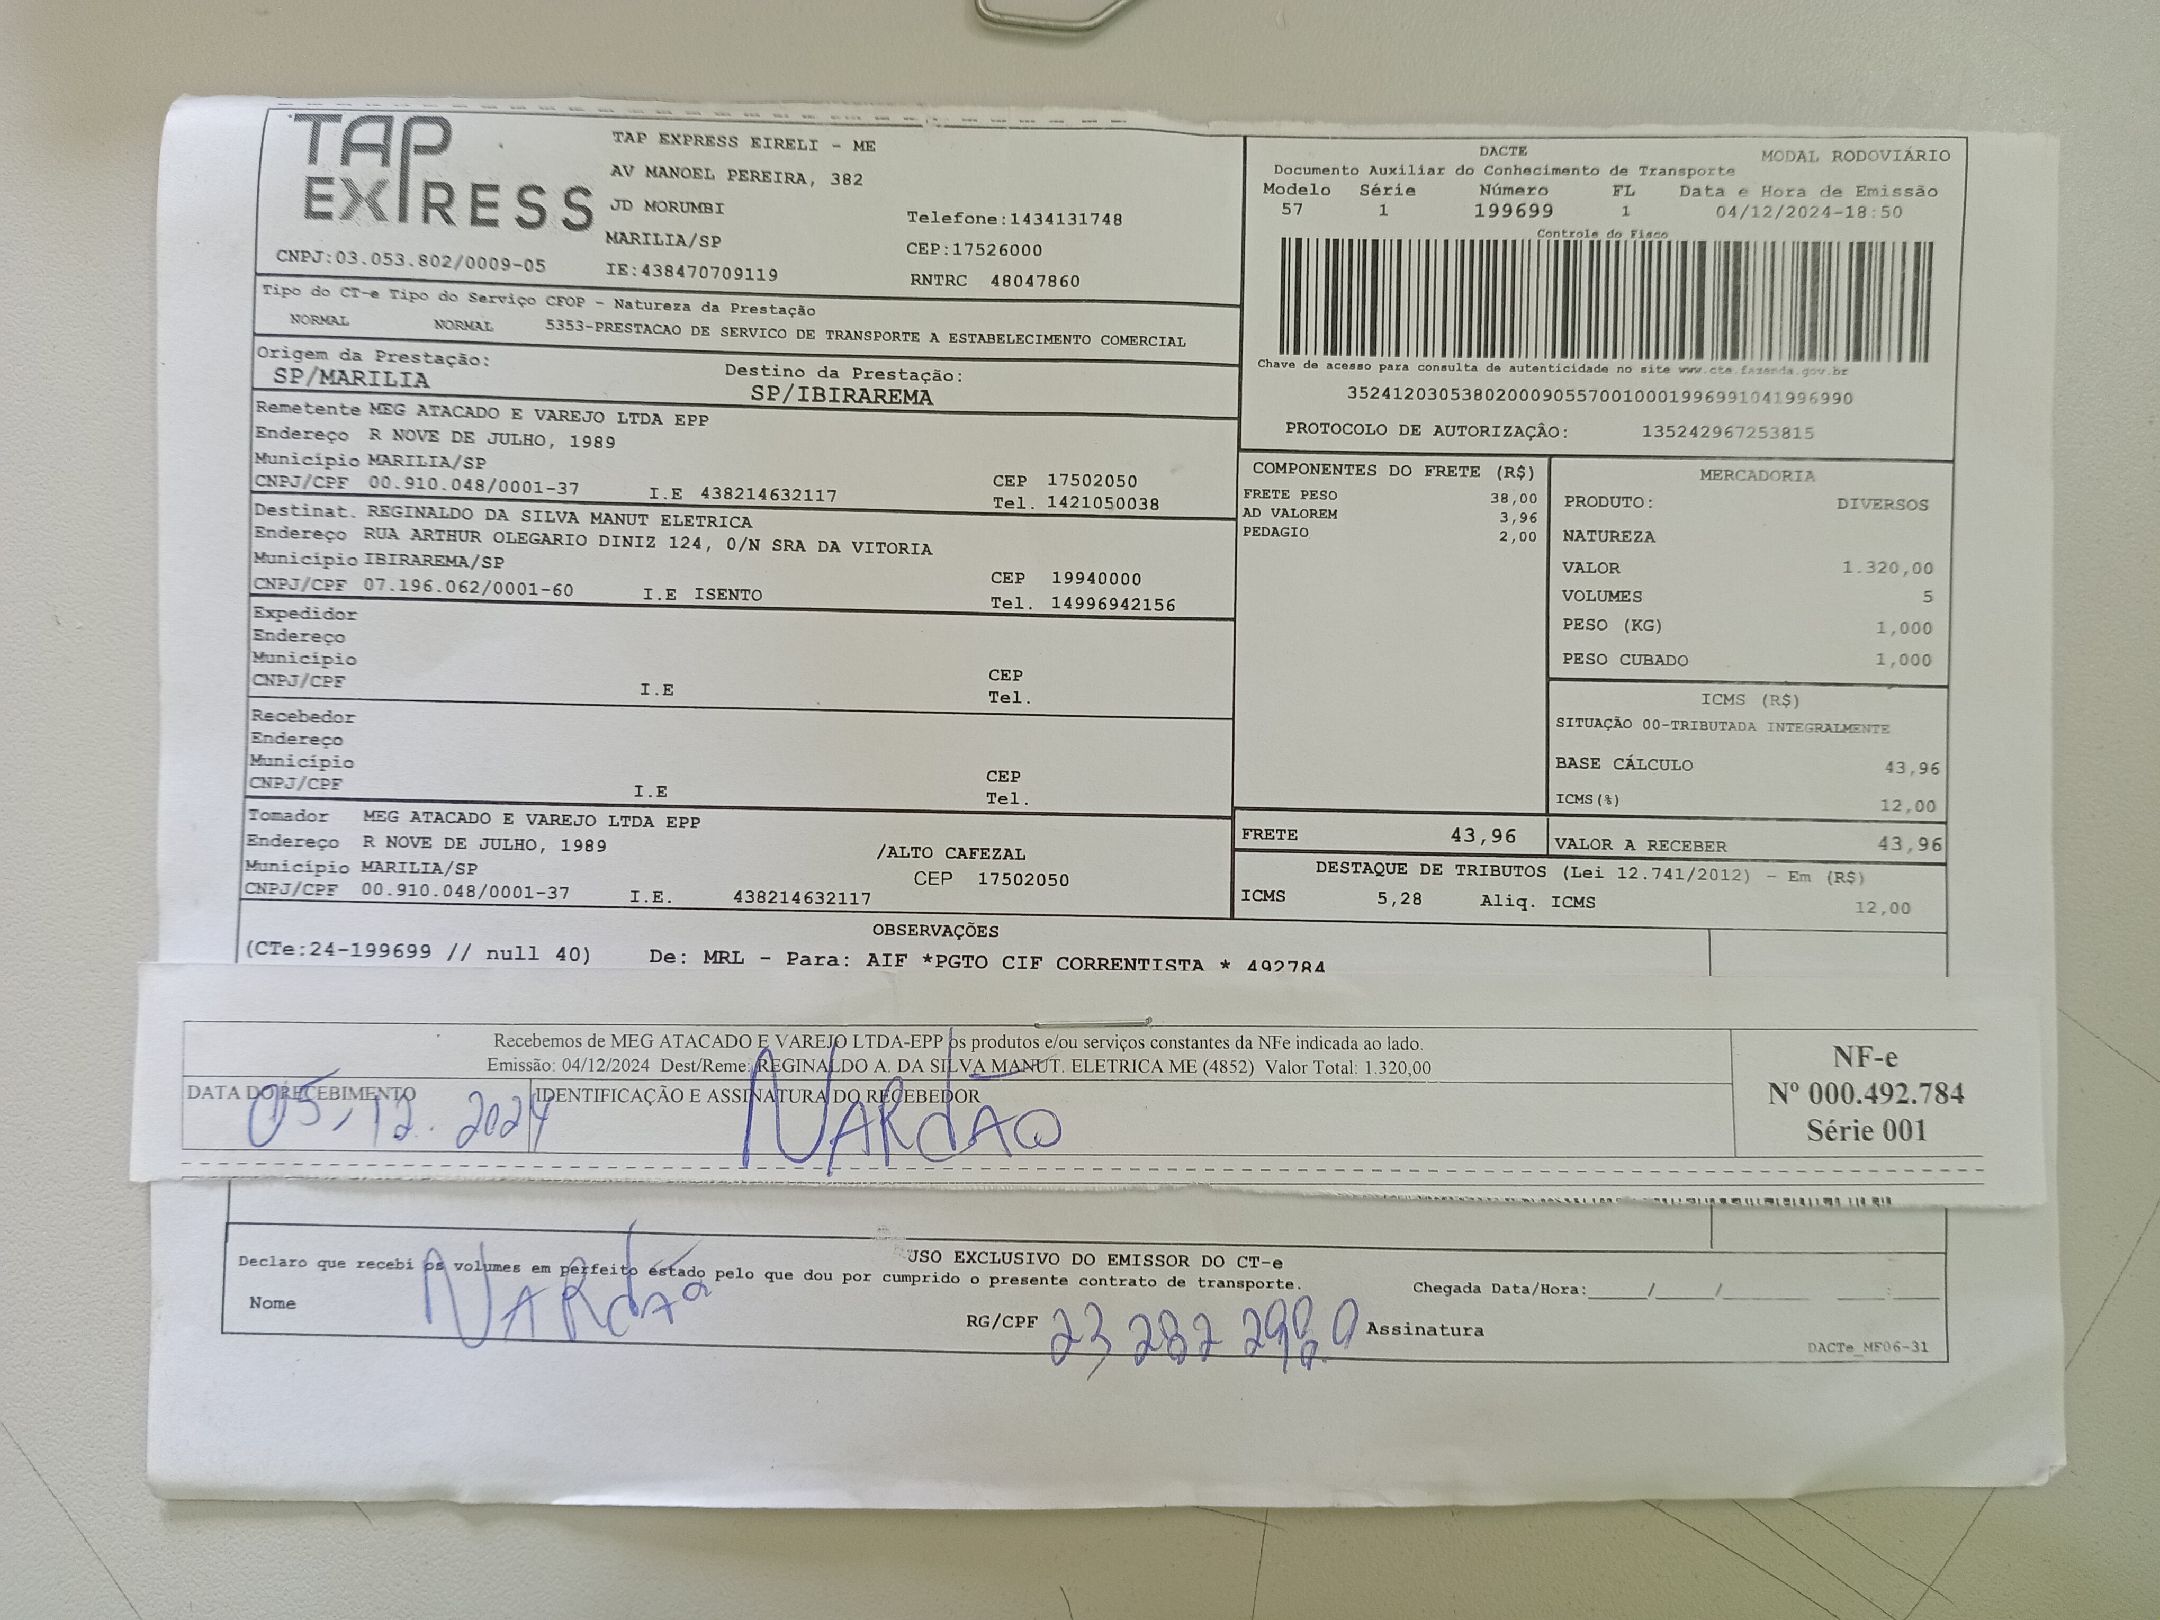 TAP EXPRESS
TAP EXPRESS EIRELI - ME
AV MANOEL PEREIRA, 382
JD MORUMBI
MARILIA/SP
Telefone:1434131748
CEP:17526000
CNPJ:03.053.802/0009-05
IE:438470709119
RNTRC 48047860
Tipo do CT-e Tipo do Serviço CFOP - Natureza da Prestação
NORMAL NORMAL 5353-PRESTACAO DE SERVICO DE TRANSPORTE A ESTABELECIMENTO COMERCIAL
Origem da Prestação:
SP/MARILIA
Destino da Prestação:
SP/IBIRAREMA
DACTE
MODAL RODOVIÁRIO
Documento Auxiliar do Conhecimento de Transporte
Modelo Série Número FL Data e Hora de Emissão
57 1 199699 1 04/12/2024-18:50
Controle do Fisco
Chave de acesso para consulta de autenticidade no site www.cte.fazenda.gov.br
35241203053802000905570010001996991041996990
PROTOCOLO DE AUTORIZAÇÃO: 135242967253815
Remetente MEG ATACADO E VAREJO LTDA EPP
Endereço R NOVE DE JULHO, 1989
Município MARILIA/SP
CEP 17502050
CNPJ/CPF 00.910.048/0001-37 I.E 438214632117
Tel. 1421050038
Destinat. REGINALDO DA SILVA MANUT ELETRICA
Endereço RUA ARTHUR OLEGARIO DINIZ 124, 0/N SRA DA VITORIA
Município IBIRAREMA/SP
CEP 19940000
CNPJ/CPF 07.196.062/0001-60 I.E ISENTO
Tel. 14996942156
Expedidor
Endereço
Município
CEP
CNPJ/CPF I.E
Tel.
Recebedor
Endereço
Município
CEP
CNPJ/CPF I.E
Tel.
Tomador MEG ATACADO E VAREJO LTDA EPP
Endereço R NOVE DE JULHO, 1989 /ALTO CAFEZAL
Município MARILIA/SP CEP 17502050
CNPJ/CPF 00.910.048/0001-37 I.E. 438214632117
COMPONENTES DO FRETE (R$)
FRETE PESO 38,00
AD VALOREM 3,96
PEDAGIO 2,00
MERCADORIA
PRODUTO: DIVERSOS
NATUREZA
VALOR 1.320,00
VOLUMES 5
PESO (KG) 1,000
PESO CUBADO 1,000
ICMS (R$)
SITUAÇÃO 00-TRIBUTADA INTEGRALMENTE
BASE CÁLCULO 43,96
ICMS(%) 12,00
FRETE 43,96
VALOR A RECEBER 43,96
DESTAQUE DE TRIBUTOS (Lei 12.741/2012) - Em (R$)
ICMS 5,28 Aliq. ICMS 12,00
OBSERVAÇÕES
(CTe:24-199699 // null 40) De: MRL - Para: AIF *PGTO CIF CORRENTISTA * 492784
Recebemos de MEG ATACADO E VAREJO LTDA-EPP os produtos e/ou serviços constantes da NFe indicada ao lado.
Emissão: 04/12/2024 Dest/Reme: REGINALDO A. DA SILVA MANUT. ELETRICA ME (4852) Valor Total: 1.320,00
DATA DO RECEBIMENTO
IDENTIFICAÇÃO E ASSINATURA DO RECEBEDOR
05.12.2024
NARdÃO
NF-e
Nº 000.492.784
Série 001
USO EXCLUSIVO DO EMISSOR DO CT-e
Declaro que recebi os volumes em perfeito estado pelo que dou por cumprido o presente contrato de transporte.
Chegada Data/Hora:_____/_____/_______ ____:____
Nome NARdÃo
RG/CPF
Assinatura
DACTe_MF06-31